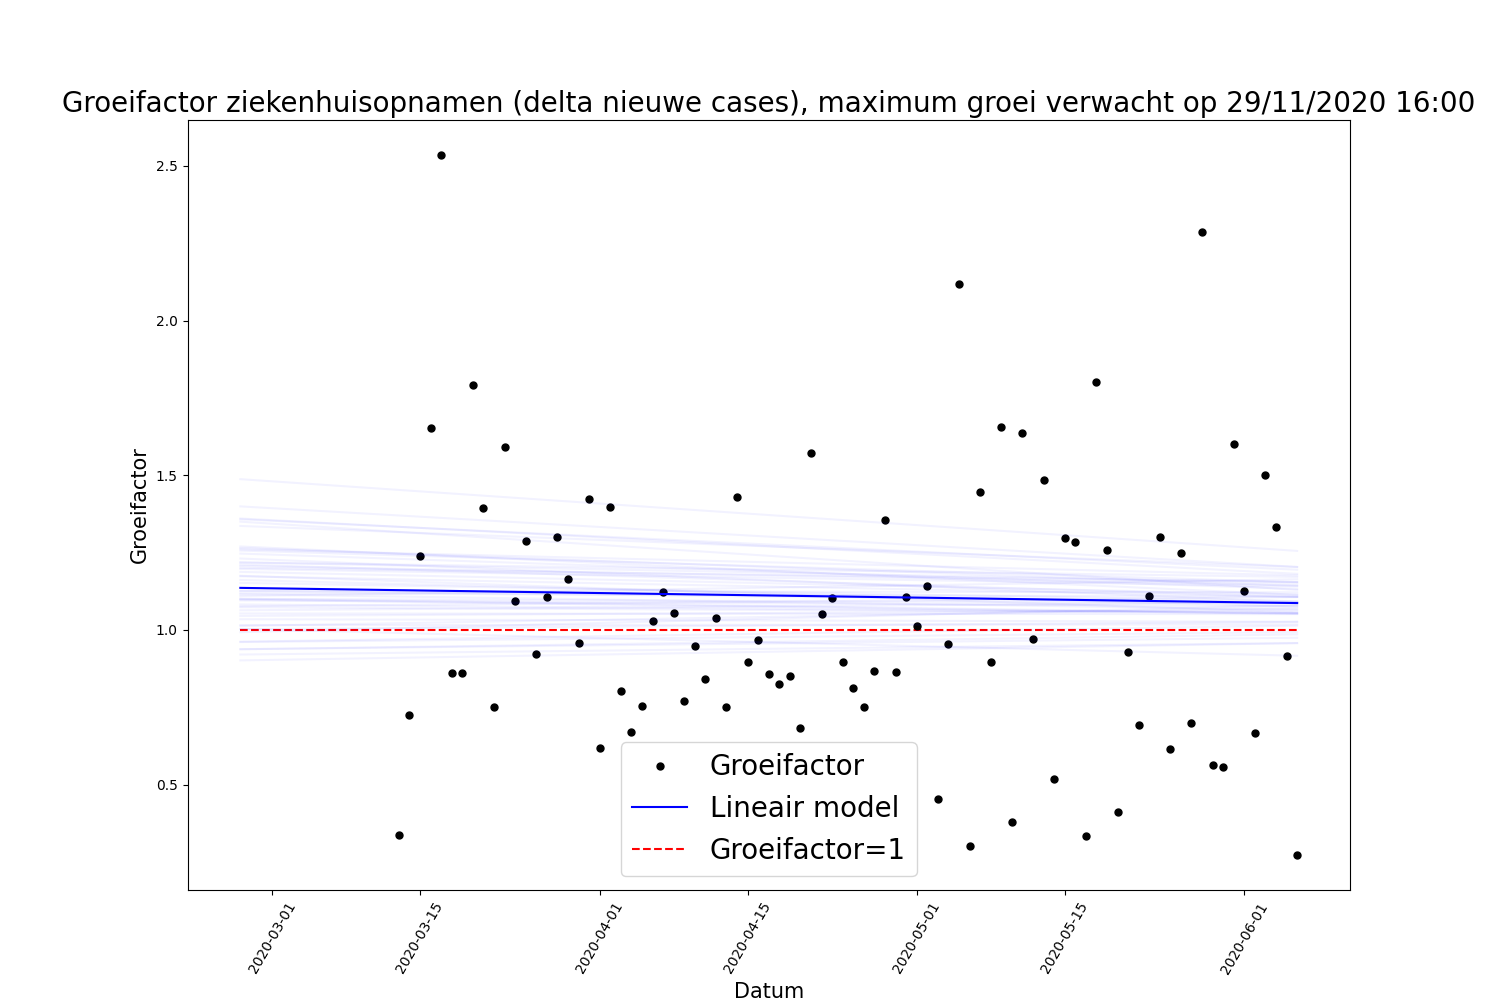 Groeifactor ziekenhuisopnamen (delta nieuwe cases), maximum groei verwacht op 29/11/2020 16:00
2.5
2.0
1.5
1.0
0.5
Groeifactor
Groeifactor
Lineair model
Groeifactor=1
2020-03-01
2020-03-15
2020-04-01
2020-04-15
2020-05-01
2020-05-15
2020-06-01
Datum